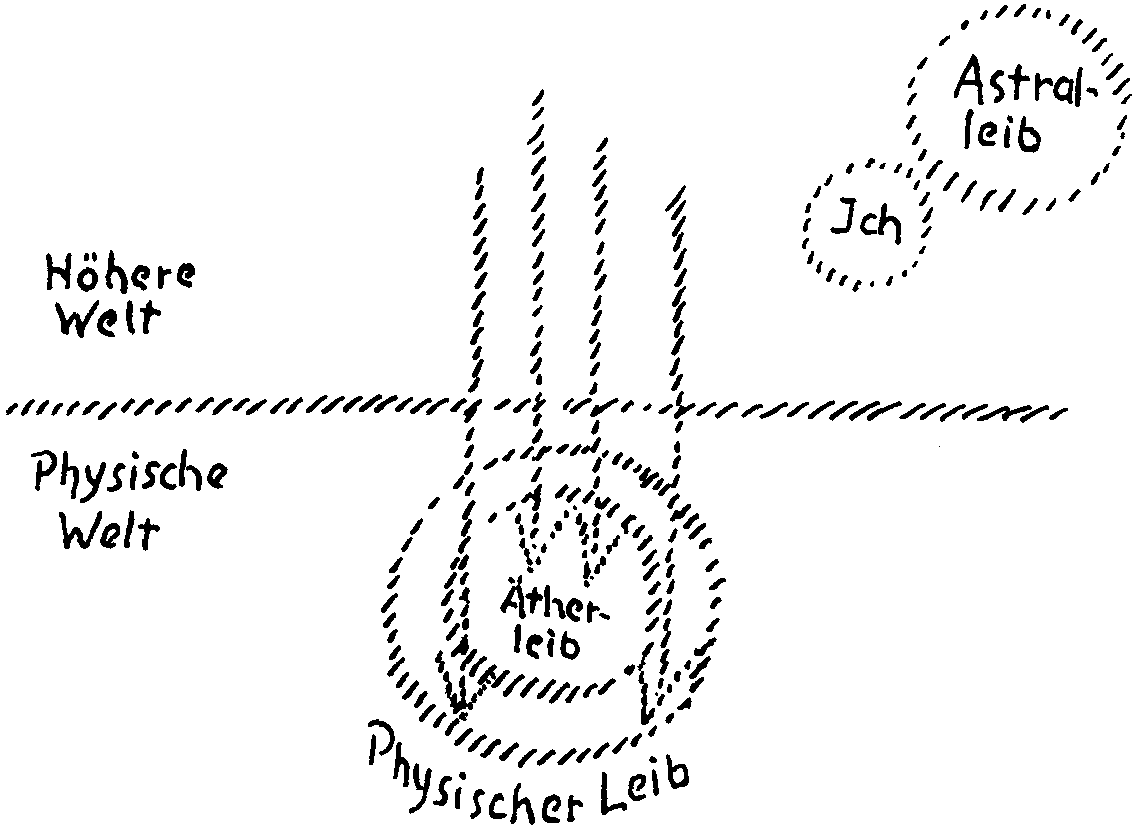 Astral-
leib
Jch
Höhere
Welt
Physische
Welt
Äther-
leib
Physischer Leib